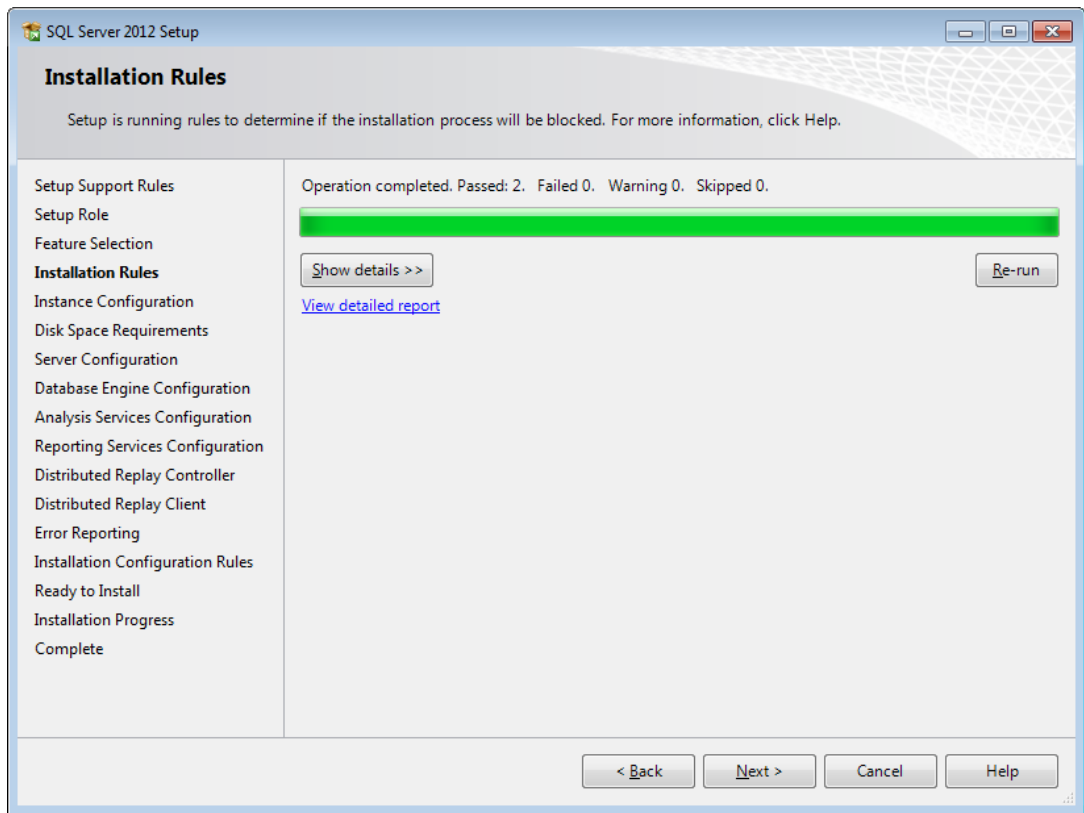 SQL Server 2012 Setup
Installation Rules
Setup is running rules to determine if the installation process will be blocked. For more information, click Help.
Setup Support Rules
Setup Role
Feature Selection
Installation Rules
Instance Configuration
Disk Space Requirements
Server Configuration
Database Engine Configuration
Analysis Services Configuration
Reporting Services Configuration
Distributed Replay Controller
Distributed Replay Client
Error Reporting
Installation Configuration Rules
Ready to Install
Installation Progress
Complete
Operation completed. Passed: 2.   Failed 0.   Warning 0.   Skipped 0.
Show details >>
Re-run
View detailed report
< Back
Next >
Cancel
Help